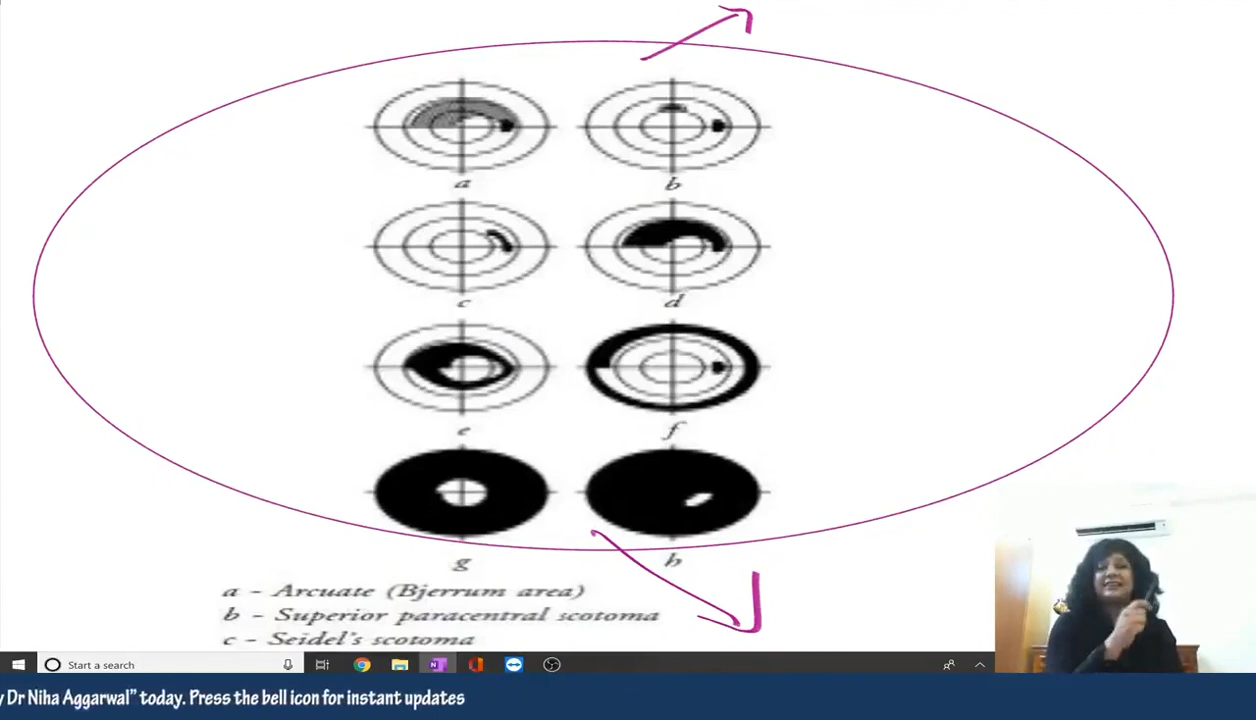 a b
c d
e f
g h
a - Arcuate (Bjerrum area)
b - Superior paracentral scotoma
c - Seidel's scotoma
Start a search
y Dr Niha Aggarwal" today. Press the bell icon for instant updates